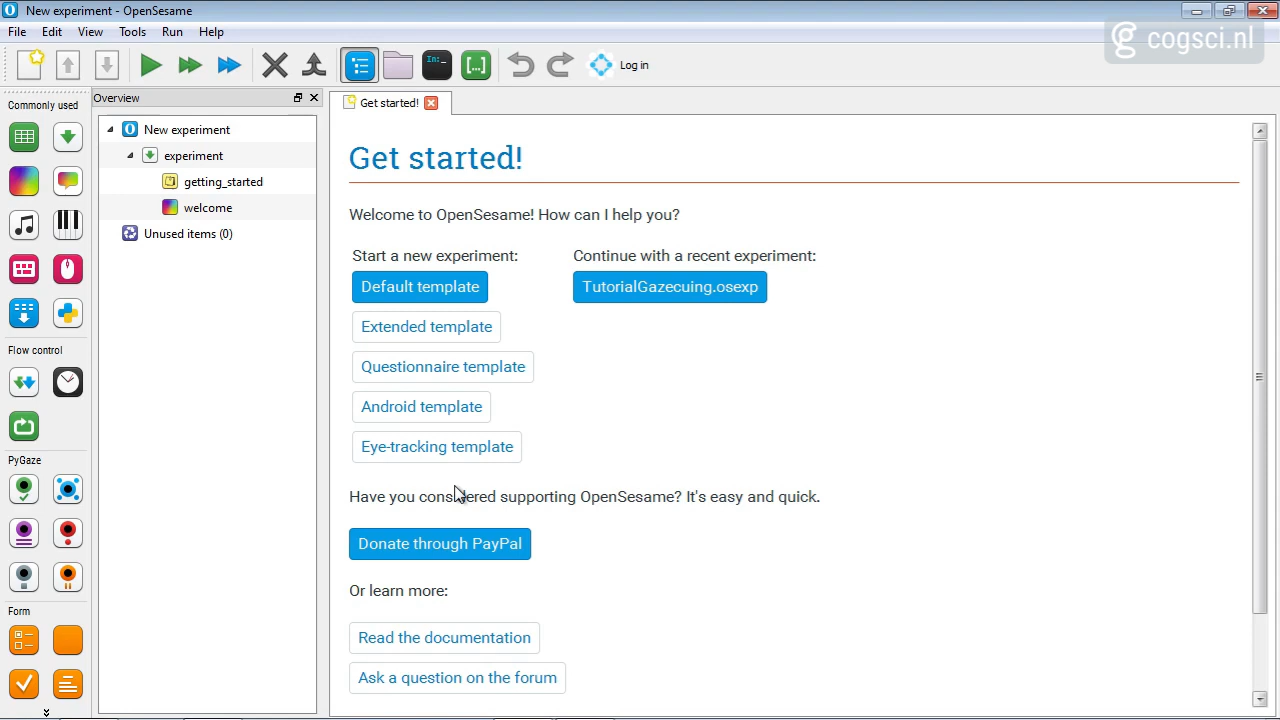 New experiment - OpenSesame
File Edit View Tools Run Help
cogsci.nl
In:_
[...]
Log in
Commonly used
Overview
Get started!
New experiment
experiment
getting_started
welcome
Unused items (0)
Flow control
PyGaze
Form
Get started!
Welcome to OpenSesame! How can I help you?
Start a new experiment:
Continue with a recent experiment:
Default template
TutorialGazecuing.osexp
Extended template
Questionnaire template
Android template
Eye-tracking template
Have you considered supporting OpenSesame? It's easy and quick.
Donate through PayPal
Or learn more:
Read the documentation
Ask a question on the forum